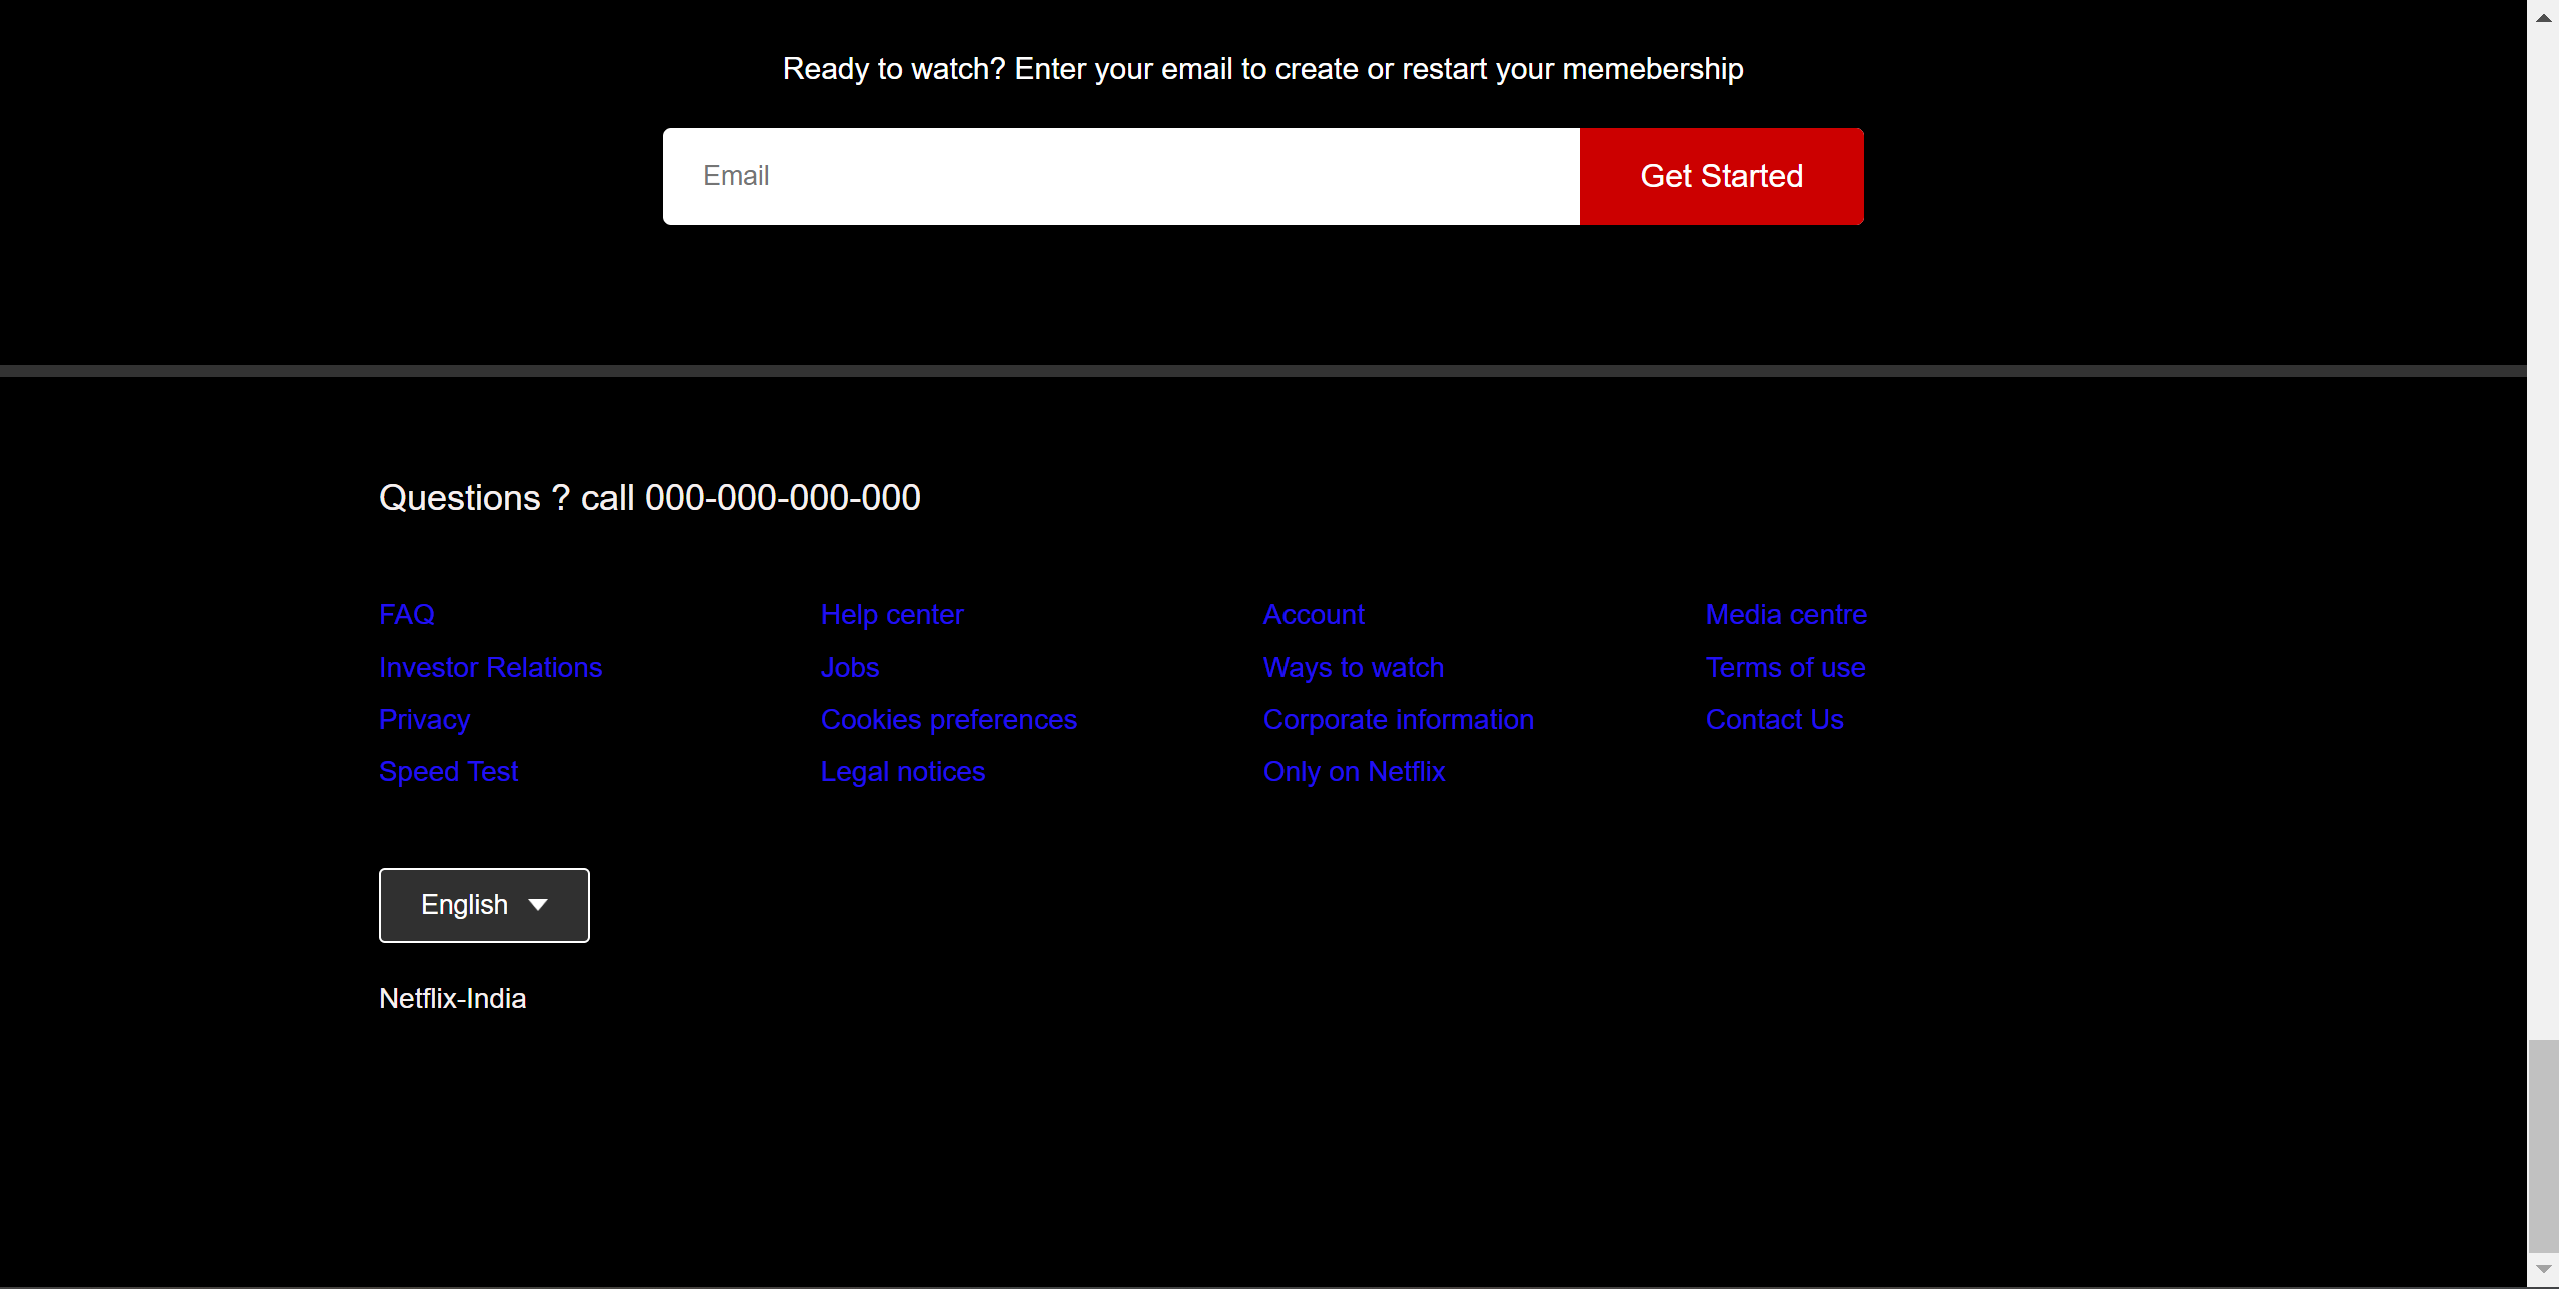 Ready to watch? Enter your email to create or restart your memebership
Email
Get Started
Questions ? call 000-000-000-000
FAQ
Help center
Account
Media centre
Investor Relations
Jobs
Ways to watch
Terms of use
Privacy
Cookies preferences
Corporate information
Contact Us
Speed Test
Legal notices
Only on Netflix
English
Netflix-India